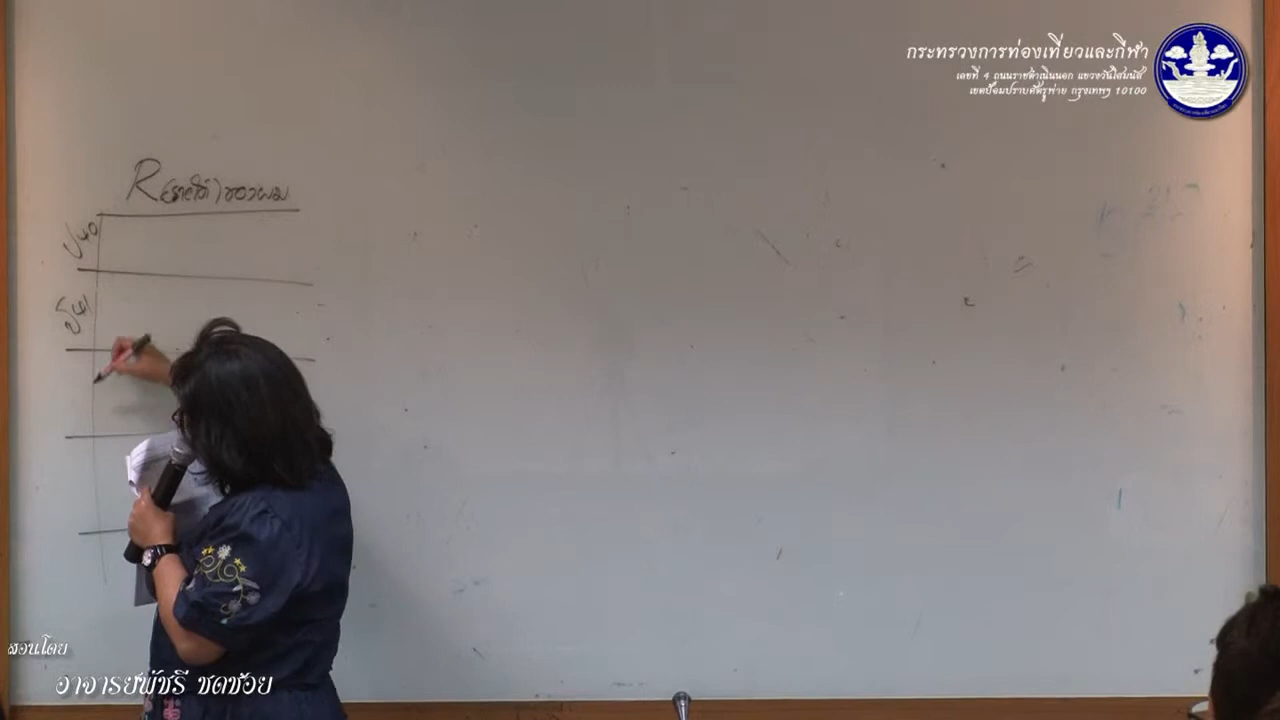 กระทรวงการท่องเที่ยวและกีฬา
เลขที่ 4 ถนนราชดำเนินนอก แขวงวัดโสมนัส
เขตป้อมปราบศัตรูพ่าย กรุงเทพฯ 10100
R (รายได้) ของผม
ป 40
ป 41
สอนโดย
อาจารย์พัชรี ชดช้อย